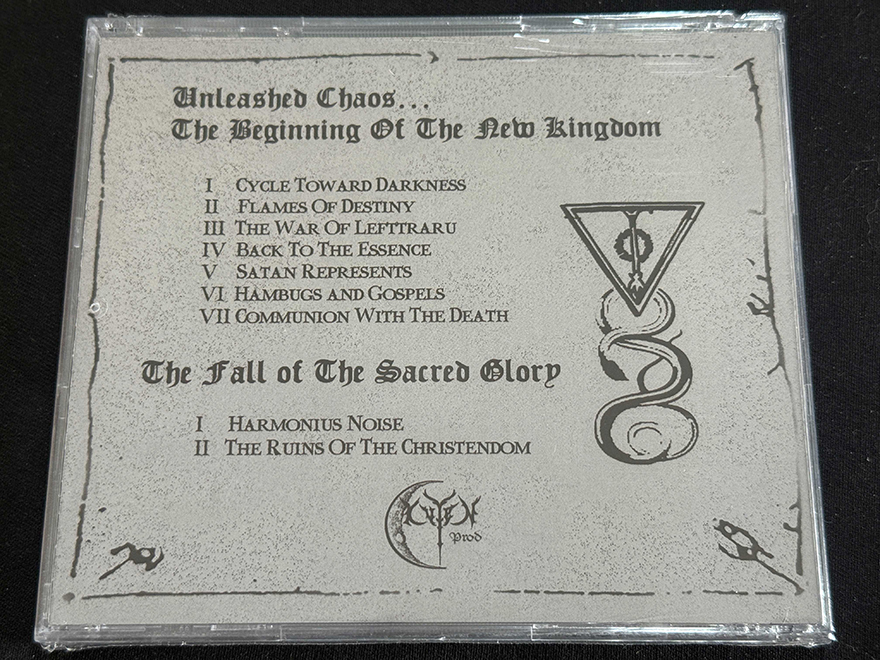 Unleashed Chaos...
The Beginning Of The New Kingdom
I CYCLE TOWARD DARKNESS
II FLAMES OF DESTINY
III THE WAR OF LEFTTRARU
IV BACK TO THE ESSENCE
V SATAN REPRESENTS
VI HAMBUGS AND GOSPELS
VII COMMUNION WITH THE DEATH
The Fall of The Sacred Glory
I HARMONIUS NOISE
II THE RUINS OF THE CHRISTENDOM
Prod